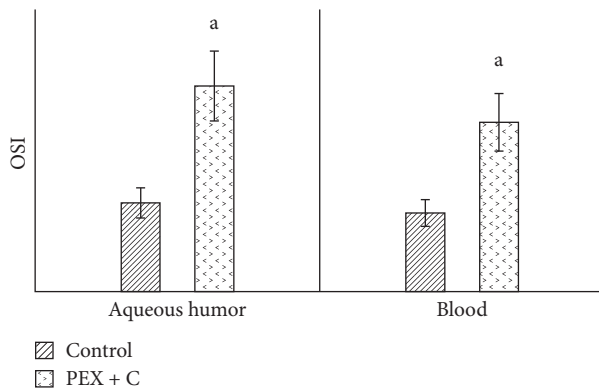 a
a
OSI
Aqueous humor
Blood
Control
PEX + C